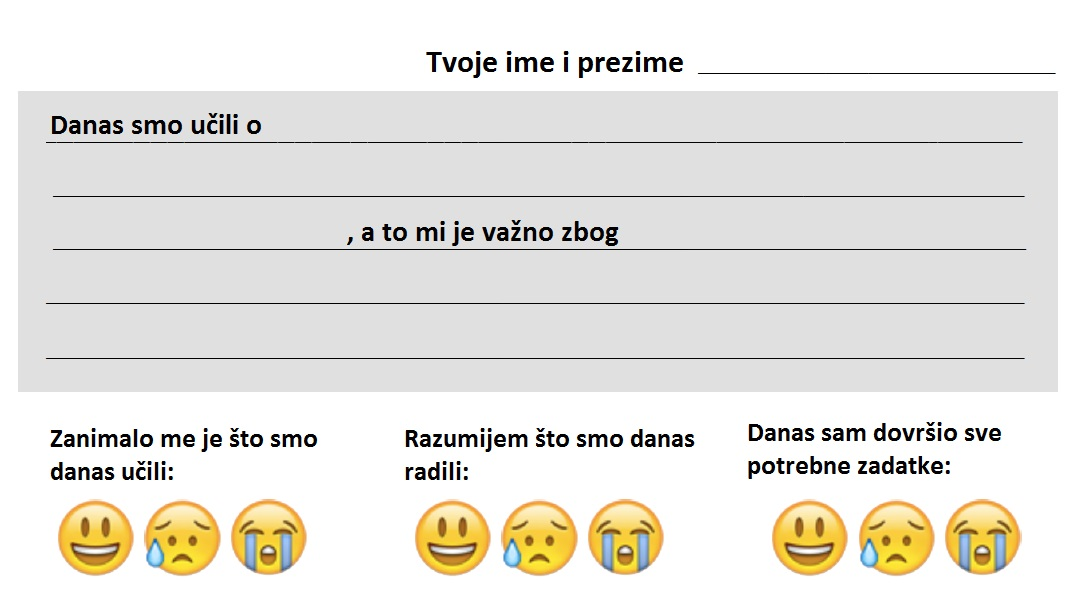 Tvoje ime i prezime
Danas smo učili o
, a to mi je važno zbog
Zanimalo me je što smo
danas učili:
Razumijem što smo danas
radili:
Danas sam dovršio sve
potrebne zadatke: